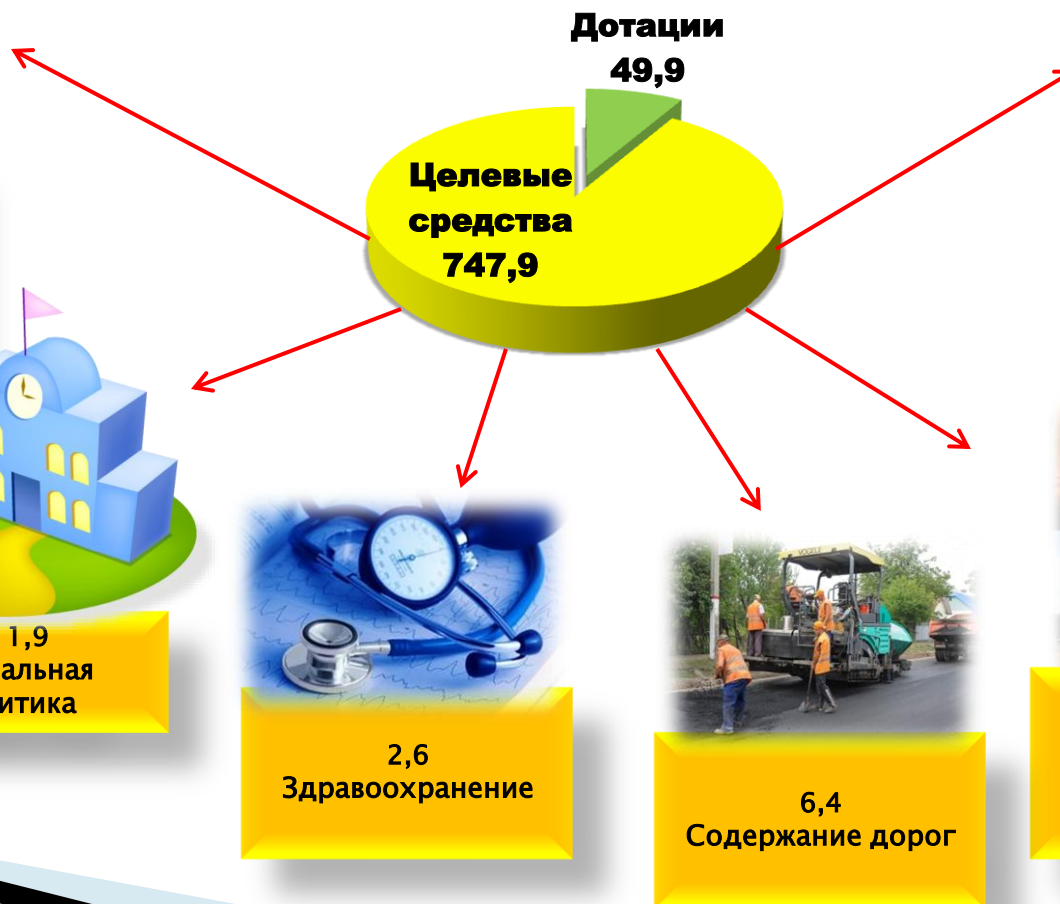 Дотации
49,9
Целевые
средства
747,9
1,9
альная
итика
2,6
Здравоохранение
6,4
Содержание дорог